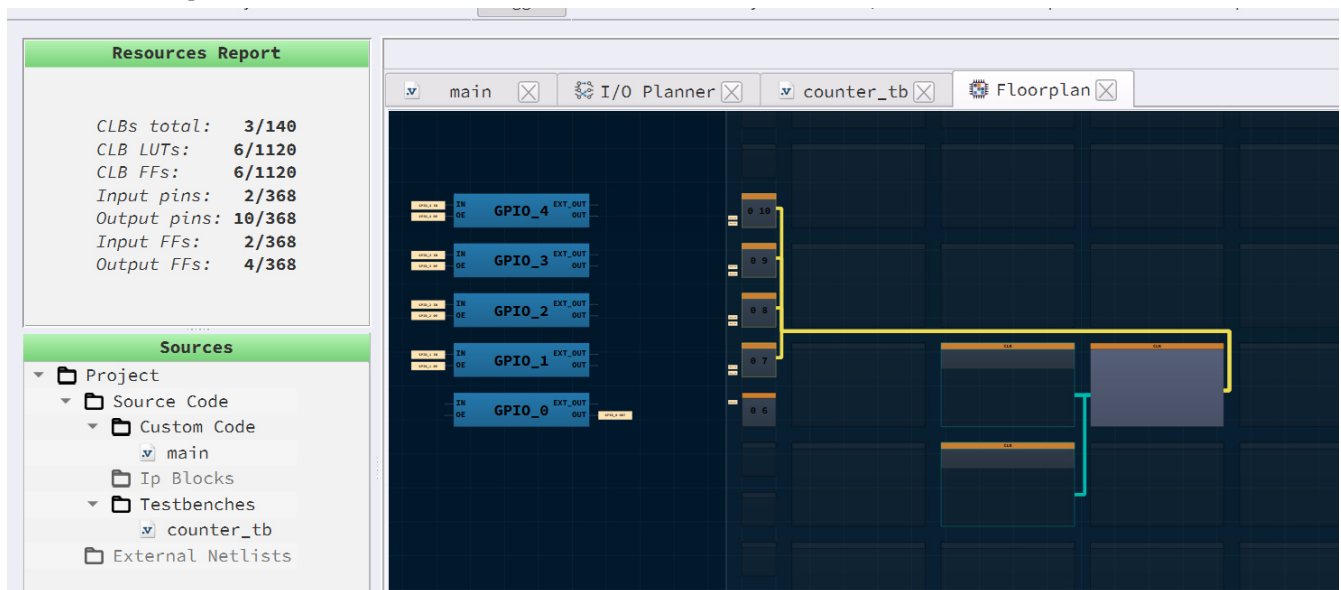 Resources Report
CLBs total: 3/140
CLB LUTs: 6/1120
CLB FFs: 6/1120
Input pins: 2/368
Output pins: 10/368
Input FFs: 2/368
Output FFs: 4/368
Sources
Project
Source Code
Custom Code
main
Ip Blocks
Testbenches
counter_tb
External Netlists
main
I/O Planner
counter_tb
Floorplan
IN GPIO_4 EXT_OUT
OE OUT
0 10
IN GPIO_3 EXT_OUT
OE OUT
0 9
IN GPIO_2 EXT_OUT
OE OUT
0 8
IN GPIO_1 EXT_OUT
OE OUT
0 7
IN GPIO_0 EXT_OUT
OE OUT
0 6
CLK
CLK
CLK